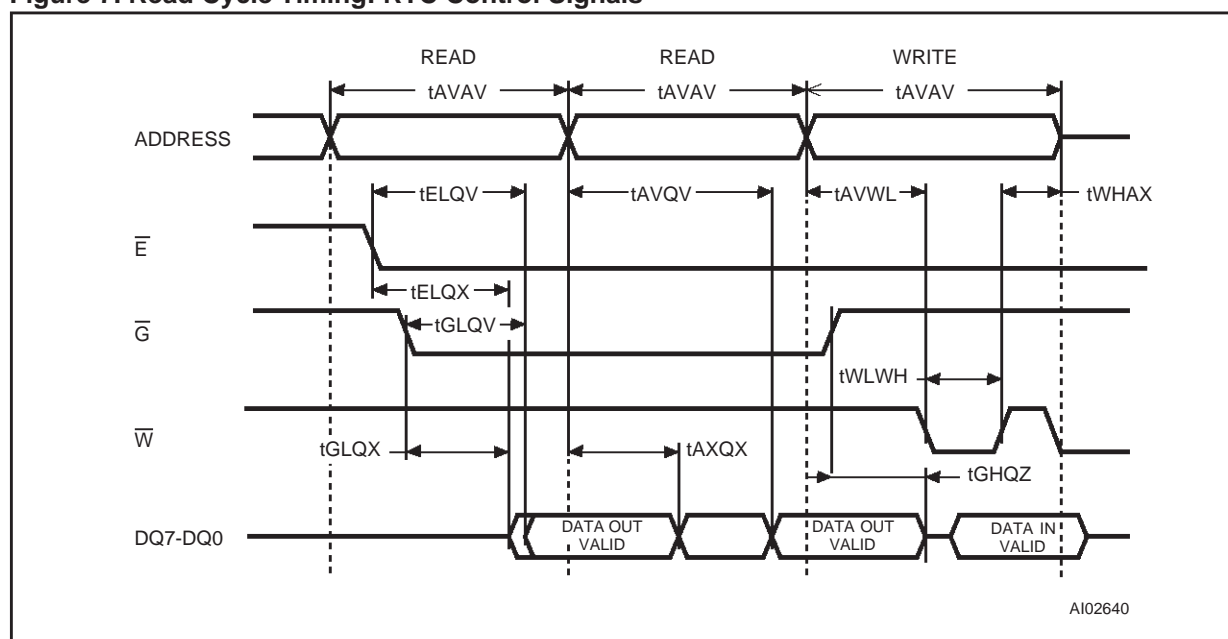 Figure 7. Read Cycle Timing: RTC Control Signals
READ READ WRITE
tAVAV tAVAV tAVAV
ADDRESS
tELQV tAVQV tAVWL tWHAX
E
tELQX
G
tGLQV
tWLWH
W
tGLQX tAXQX
tGHQZ
DQ7-DQ0
DATA OUT VALID
DATA OUT VALID
DATA IN VALID
AI02640